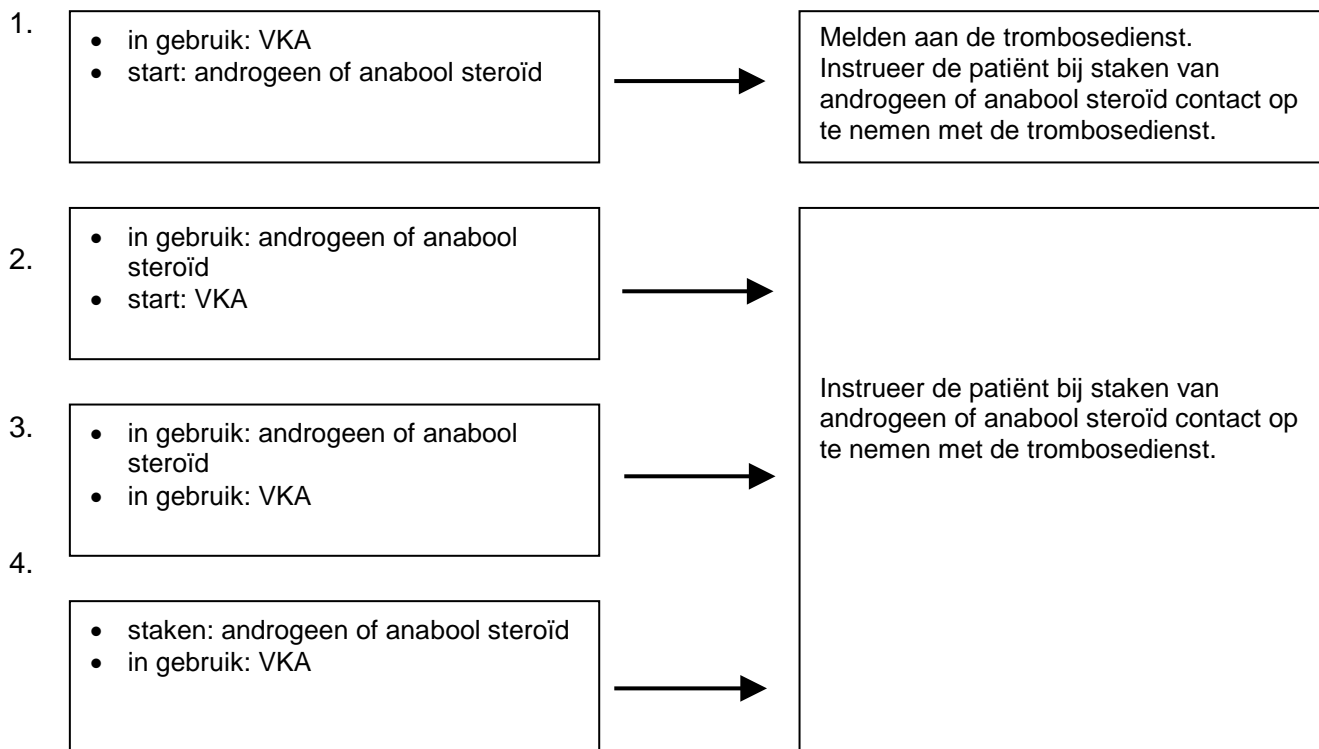 1.
• in gebruik: VKA
• start: androgeen of anabool steroïd
Melden aan de trombosedienst.
Instrueer de patiënt bij staken van
androgeen of anabool steroïd contact op
te nemen met de trombosedienst.
2.
• in gebruik: androgeen of anabool
steroïd
• start: VKA
3.
• in gebruik: androgeen of anabool
steroïd
• in gebruik: VKA
Instrueer de patiënt bij staken van
androgeen of anabool steroïd contact op
te nemen met de trombosedienst.
4.
• staken: androgeen of anabool steroïd
• in gebruik: VKA